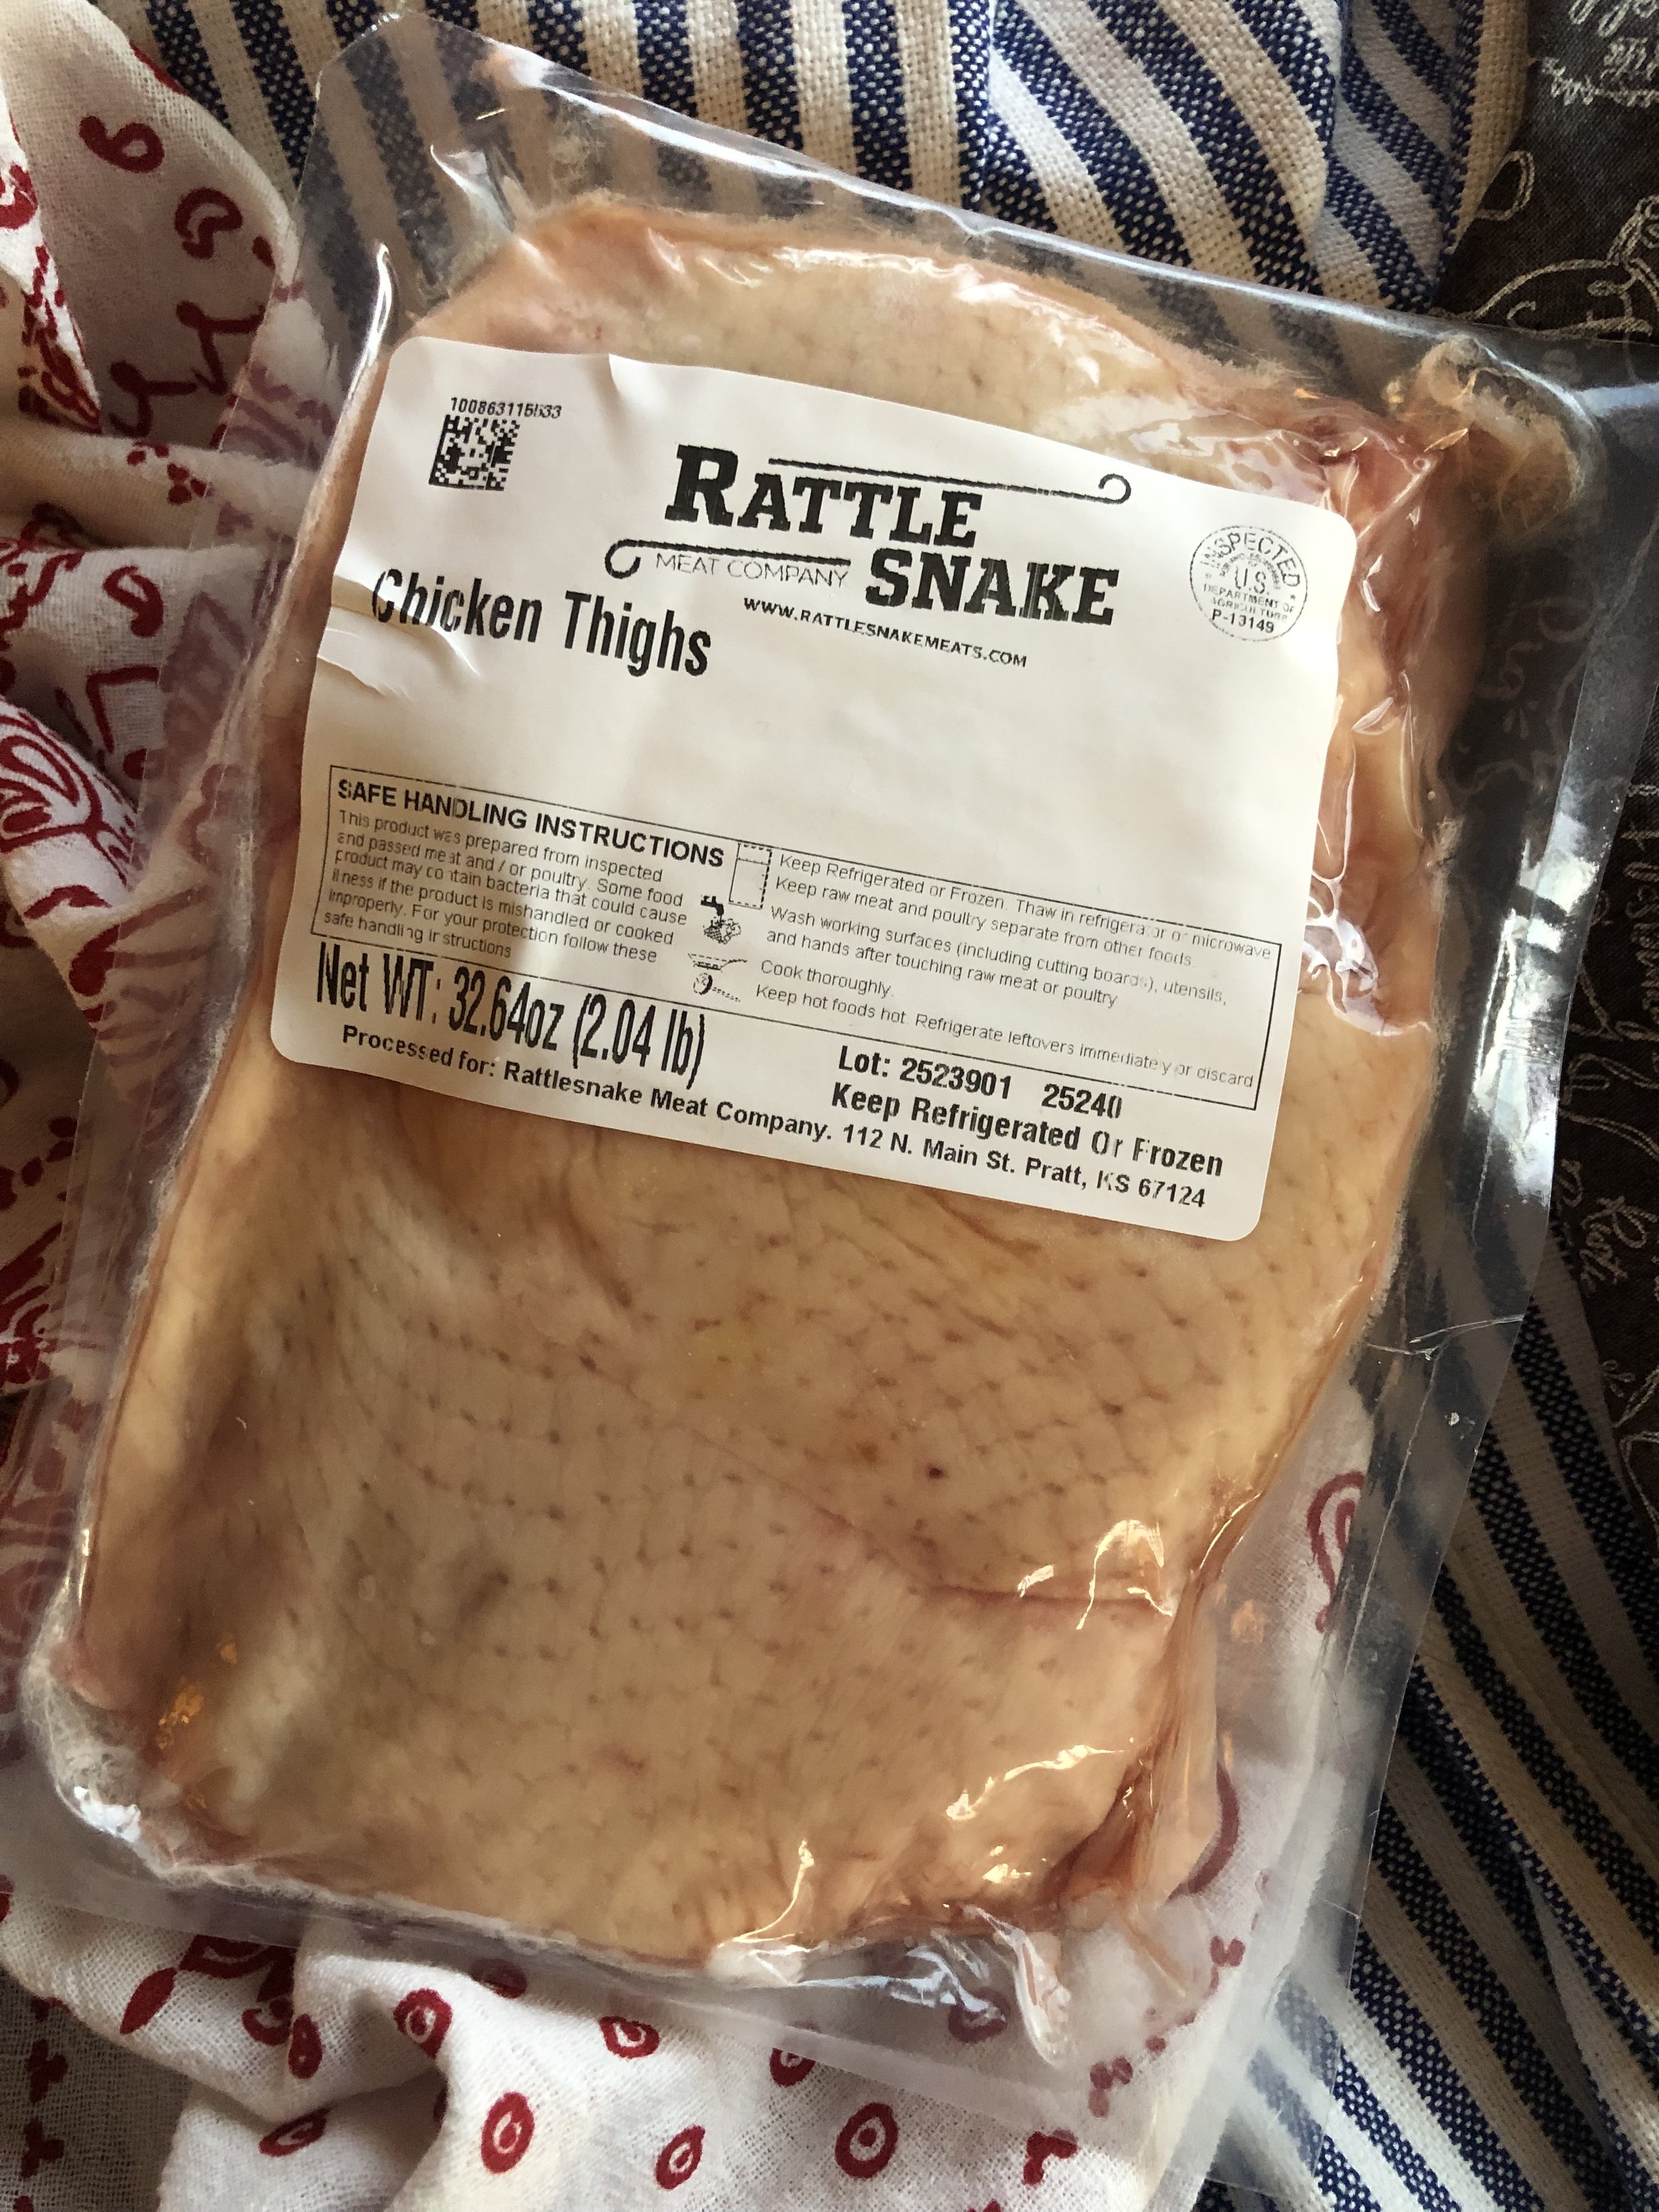 100863115533
RATTLE
MEAT COMPANY SNAKE
WWW.RATTLESNAKEMEATS.COM
INSPECTED
U.S.
DEPARTMENT OF
AGRICULTURE
P-13149
Chicken Thighs
SAFE HANDLING INSTRUCTIONS
This product was prepared from inspected
and passed meat and / or poultry. Some food
product may contain bacteria that could cause
illness if the product is mishandled or cooked
improperly. For your protection follow these
safe handling instructions
Keep Refrigerated or Frozen. Thaw in refrigerator or microwave
Keep raw meat and poultry separate from other foods.
Wash working surfaces (including cutting boards), utensils,
and hands after touching raw meat or poultry
Cook thoroughly.
Keep hot foods hot. Refrigerate leftovers immediately or discard
Net WT: 32.64oz (2.04 lb)
Lot: 2523901 25240
Keep Refrigerated Or Frozen
Processed for: Rattlesnake Meat Company. 112 N. Main St. Pratt, KS 67124